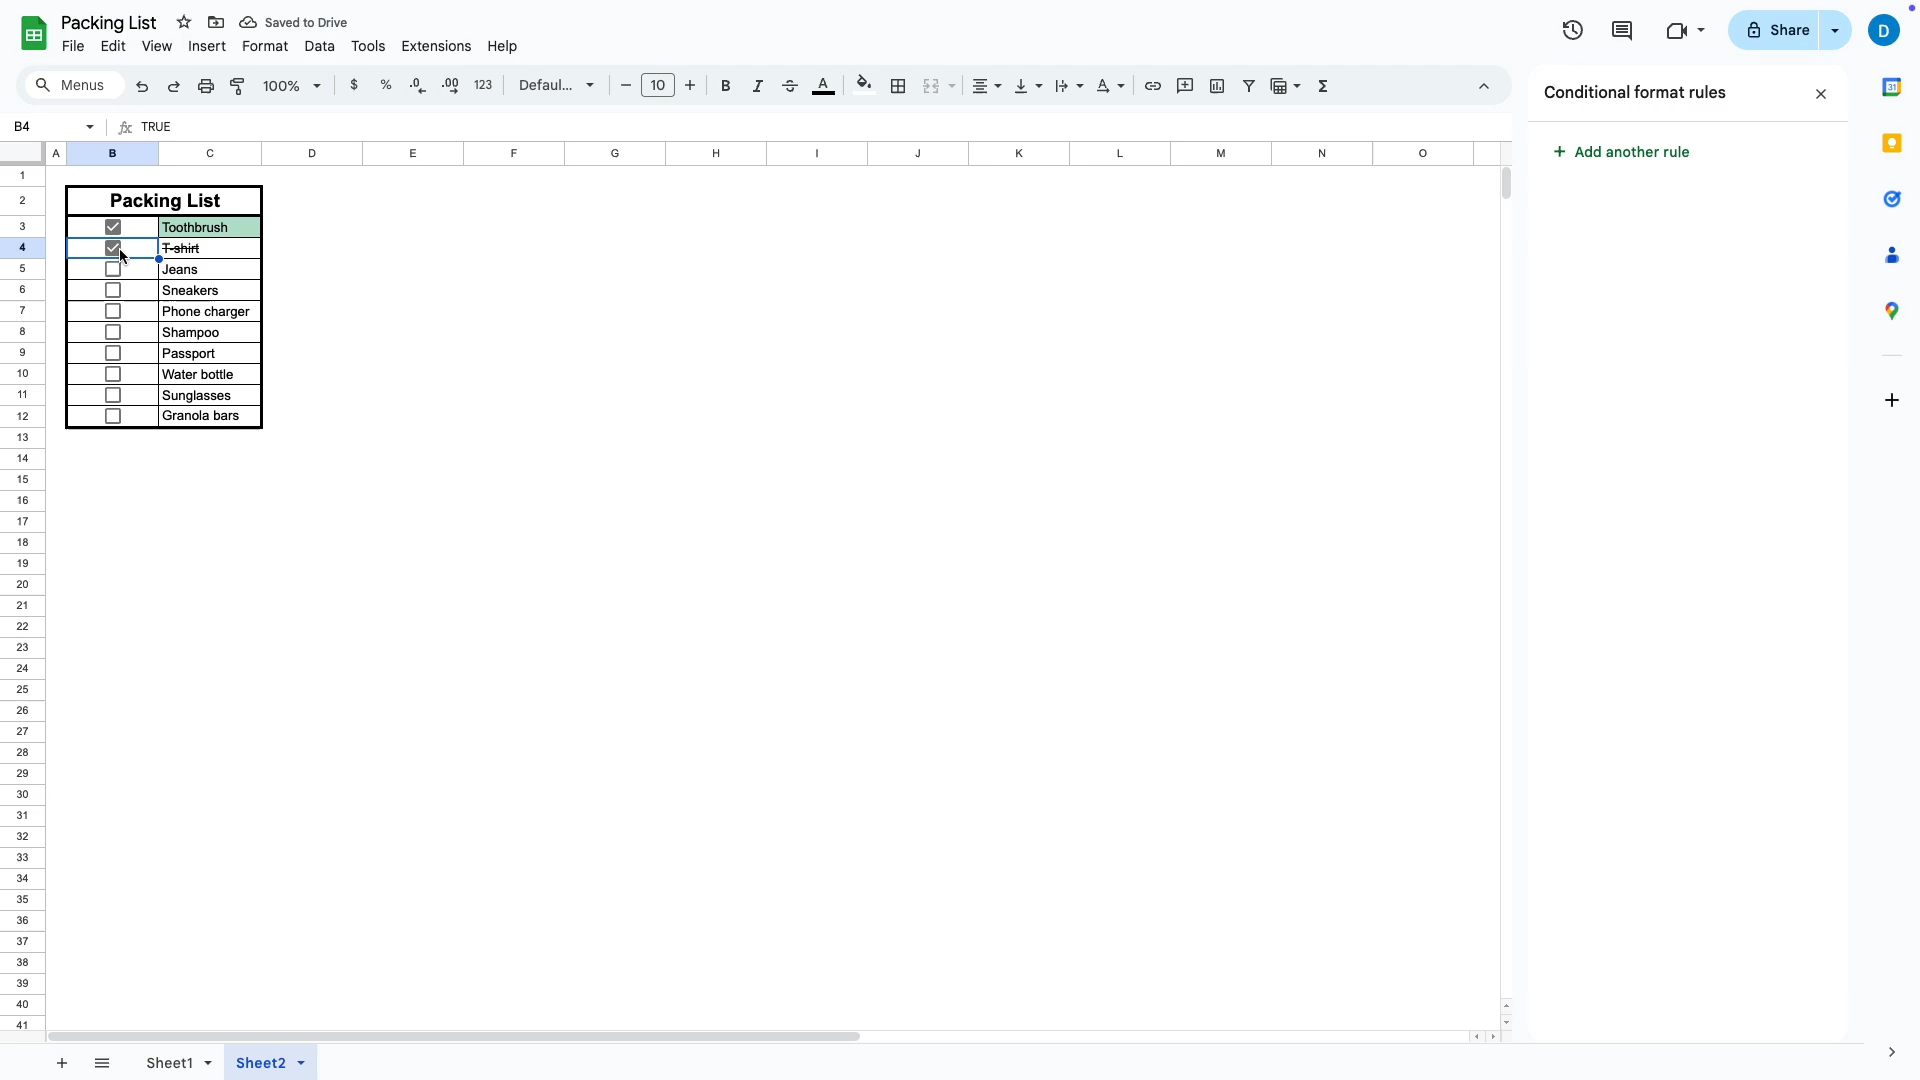 Packing List
Saved to Drive
File Edit View Insert Format Data Tools Extensions Help
Share
D
Menus
100%
$ % .0 .00 123
Defaul...
10
B I S A
Conditional format rules
31
B4
fx TRUE
Add another rule
A B C D E F G H I J K L M N O
1
2 Packing List
3 Toothbrush
4 T-shirt
5 Jeans
6 Sneakers
7 Phone charger
8 Shampoo
9 Passport
10 Water bottle
11 Sunglasses
12 Granola bars
13
14
15
16
17
18
19
20
21
22
23
24
25
26
27
28
29
30
31
32
33
34
35
36
37
38
39
40
41
Sheet1
Sheet2